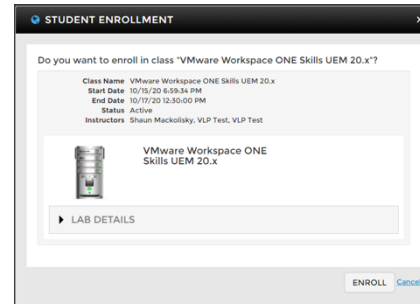 STUDENT ENROLLMENT
Do you want to enroll in class "VMware Workspace ONE Skills UEM 20.x"?
Class Name VMware Workspace ONE Skills UEM 20.x
Start Date 10/15/20 6:59:34 PM
End Date 10/17/20 12:30:00 PM
Status Active
Instructors Shaun Mackolisky, VLP Test, VLP Test
VMware Workspace ONE
Skills UEM 20.x
LAB DETAILS
ENROLL Cancel